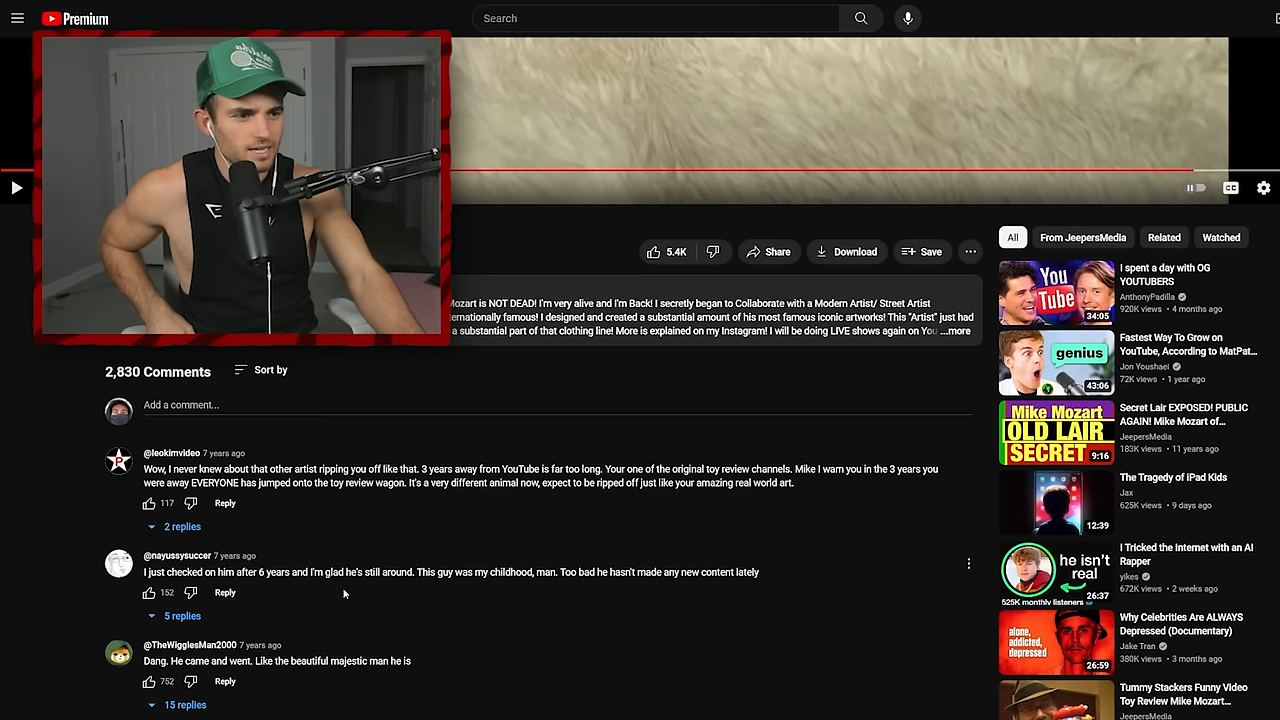 Premium
Search
5.4K
Share
Download
Save
Mozart is NOT DEAD! I'm very alive and I'm Back! I secretly began to Collaborate with a Modern Artist/ Street Artist
ternationally famous! I designed and created a substantial amount of his most famous iconic artworks! This "Artist" just had
a substantial part of that clothing line! More is explained on my Instagram! I will be doing LIVE shows again on You ...more
2,830 Comments
Sort by
Add a comment...
@leokimvideo 7 years ago
Wow, I never knew about that other artist ripping you off like that. 3 years away from YouTube is far too long. Your one of the original toy review channels. Mike I warn you in the 3 years you
were away EVERYONE has jumped onto the toy review wagon. It's a very different animal now, expect to be ripped off just like your amazing real world art.
117
Reply
2 replies
@nayussysuccer 7 years ago
I just checked on him after 6 years and I'm glad he's still around. This guy was my childhood, man. Too bad he hasn't made any new content lately
152
Reply
5 replies
@TheWigglesMan2000 7 years ago
Dang. He came and went. Like the beautiful majestic man he is
752
Reply
15 replies
CC
All
From JeepersMedia
Related
Watched
You
Tube
34:05
I spent a day with OG
YOUTUBERS
AnthonyPadilla
920K views • 4 months ago
genius
43:06
Fastest Way To Grow on
YouTube, According to MatPat...
Jon Youshaei
72K views • 1 year ago
Mike Mozart
OLD LAIR
SECRET
9:16
Secret Lair EXPOSED! PUBLIC
AGAIN! Mike Mozart of...
JeepersMedia
183K views • 11 years ago
12:39
The Tragedy of iPad Kids
Jax
625K views • 9 days ago
he isn't
real
26:37
525K monthly listeners
I Tricked the Internet with an AI
Rapper
yikes
672K views • 2 weeks ago
alone,
addicted,
depressed
26:59
Why Celebrities Are ALWAYS
Depressed (Documentary)
Jake Tran
380K views • 3 months ago
Tummy Stackers Funny Video
Toy Review Mike Mozart...
JeepersMedia